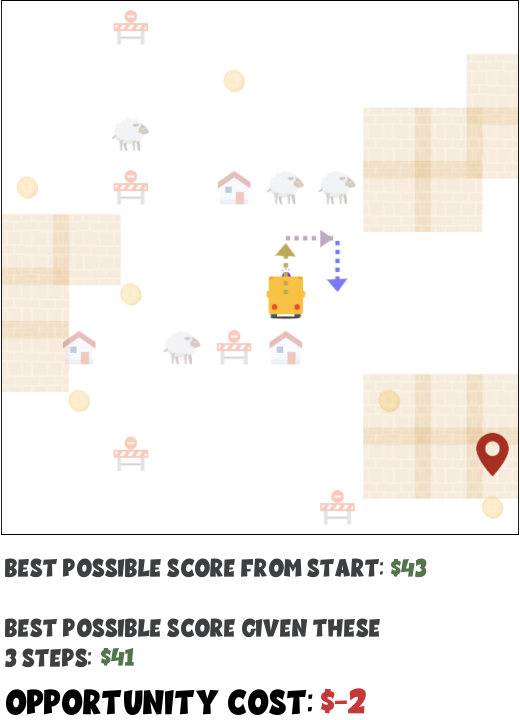 BEST POSSIBLE SCORE FROM START: $43
BEST POSSIBLE SCORE GIVEN THESE
3 STEPS: $41
OPPORTUNITY COST: $-2